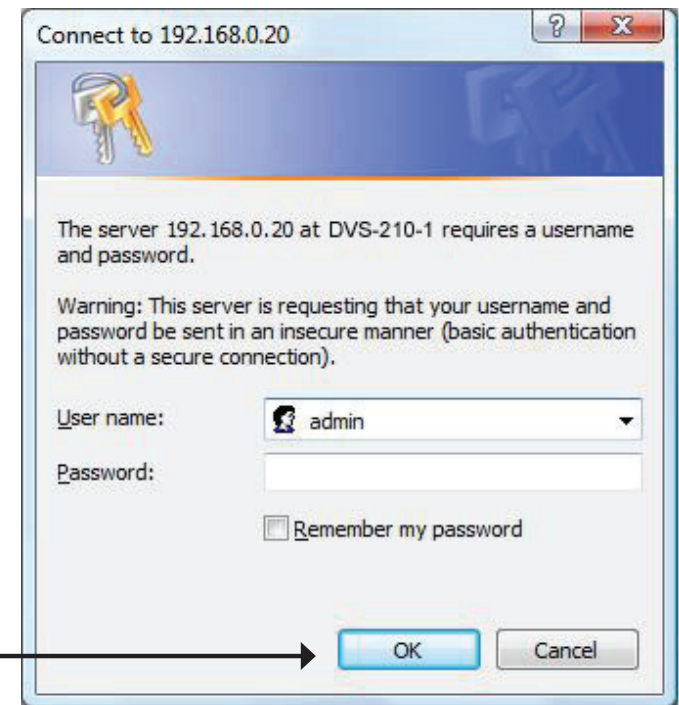 Connect to 192.168.0.20
?
X
The server 192.168.0.20 at DVS-210-1 requires a username
and password.
Warning: This server is requesting that your username and
password be sent in an insecure manner (basic authentication
without a secure connection).
User name:
admin
Password:
Remember my password
OK
Cancel